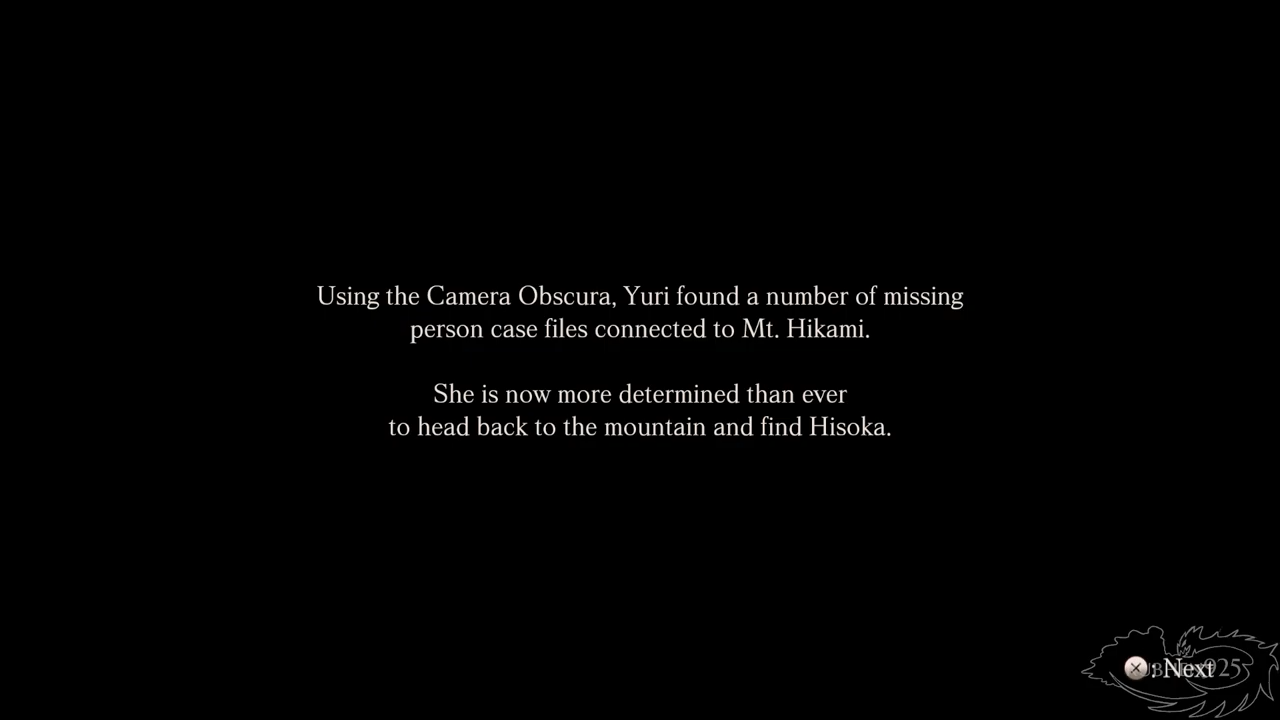 Using the Camera Obscura, Yuri found a number of missing
person case files connected to Mt. Hikami.
She is now more determined than ever
to head back to the mountain and find Hisoka.
: Next